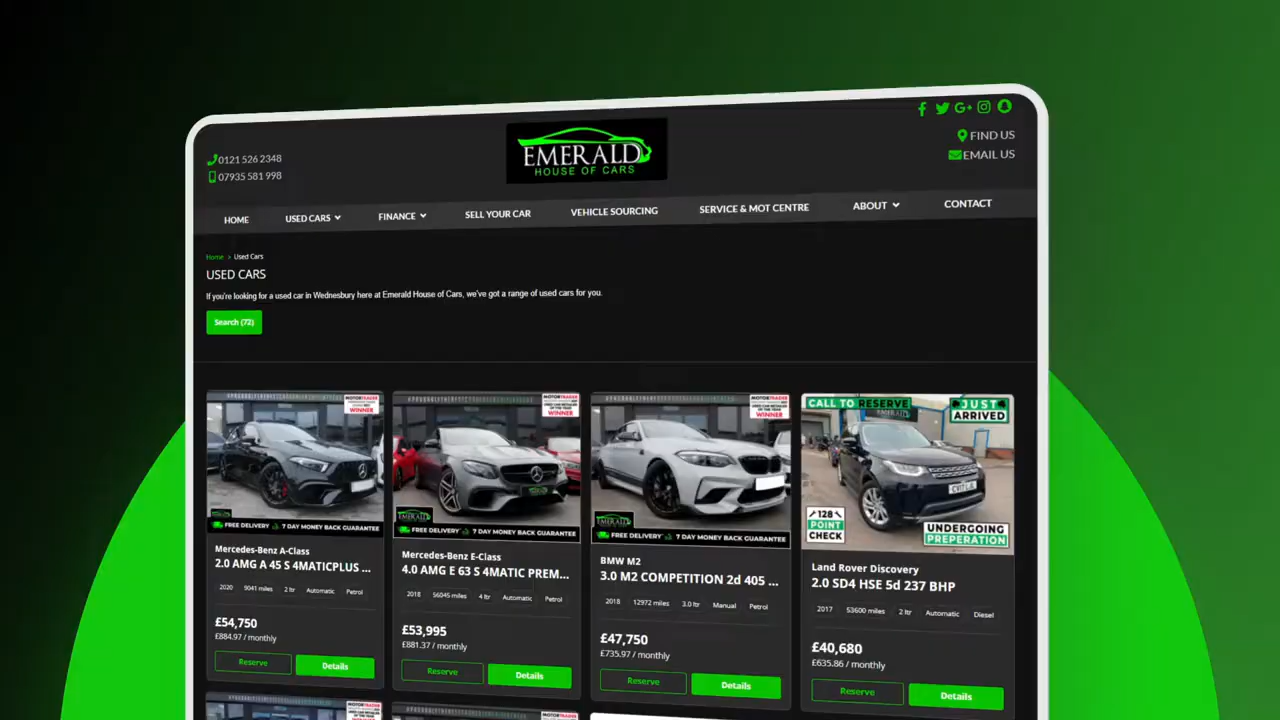 0121 526 2348
07935 581 998
EMERALD
HOUSE OF CARS
FIND US
EMAIL US
HOME
USED CARS
FINANCE
SELL YOUR CAR
VEHICLE SOURCING
SERVICE & MOT CENTRE
ABOUT
CONTACT
Home > Used Cars
USED CARS
If you're looking for a used car in Wednesbury here at Emerald House of Cars, we've got a range of used cars for you.
Search (72)
MOTORTRADER
WINNER
FREE DELIVERY
7 DAY MONEY BACK GUARANTEE
Mercedes-Benz A-Class
2.0 AMG A 45 S 4MATICPLUS ...
2020 9041 miles 2 ltr Automatic Petrol
£54,750
£884.97 / monthly
Reserve
Details
MOTORTRADER
WINNER
EMERALD
FREE DELIVERY
7 DAY MONEY BACK GUARANTEE
Mercedes-Benz E-Class
4.0 AMG E 63 S 4MATIC PREM...
2018 56045 miles 4 ltr Automatic Petrol
£53,995
£881.37 / monthly
Reserve
Details
MOTORTRADER
WINNER
EMERALD
FREE DELIVERY
7 DAY MONEY BACK GUARANTEE
BMW M2
3.0 M2 COMPETITION 2d 405 ...
2018 12972 miles 3.0 ltr Manual Petrol
£47,750
£735.97 / monthly
Reserve
Details
CALL TO RESERVE
EMERALD
JUST
ARRIVED
128
POINT
CHECK
UNDERGOING
PREPERATION
Land Rover Discovery
2.0 SD4 HSE 5d 237 BHP
2017 53600 miles 2 ltr Automatic Diesel
£40,680
£635.86 / monthly
Reserve
Details